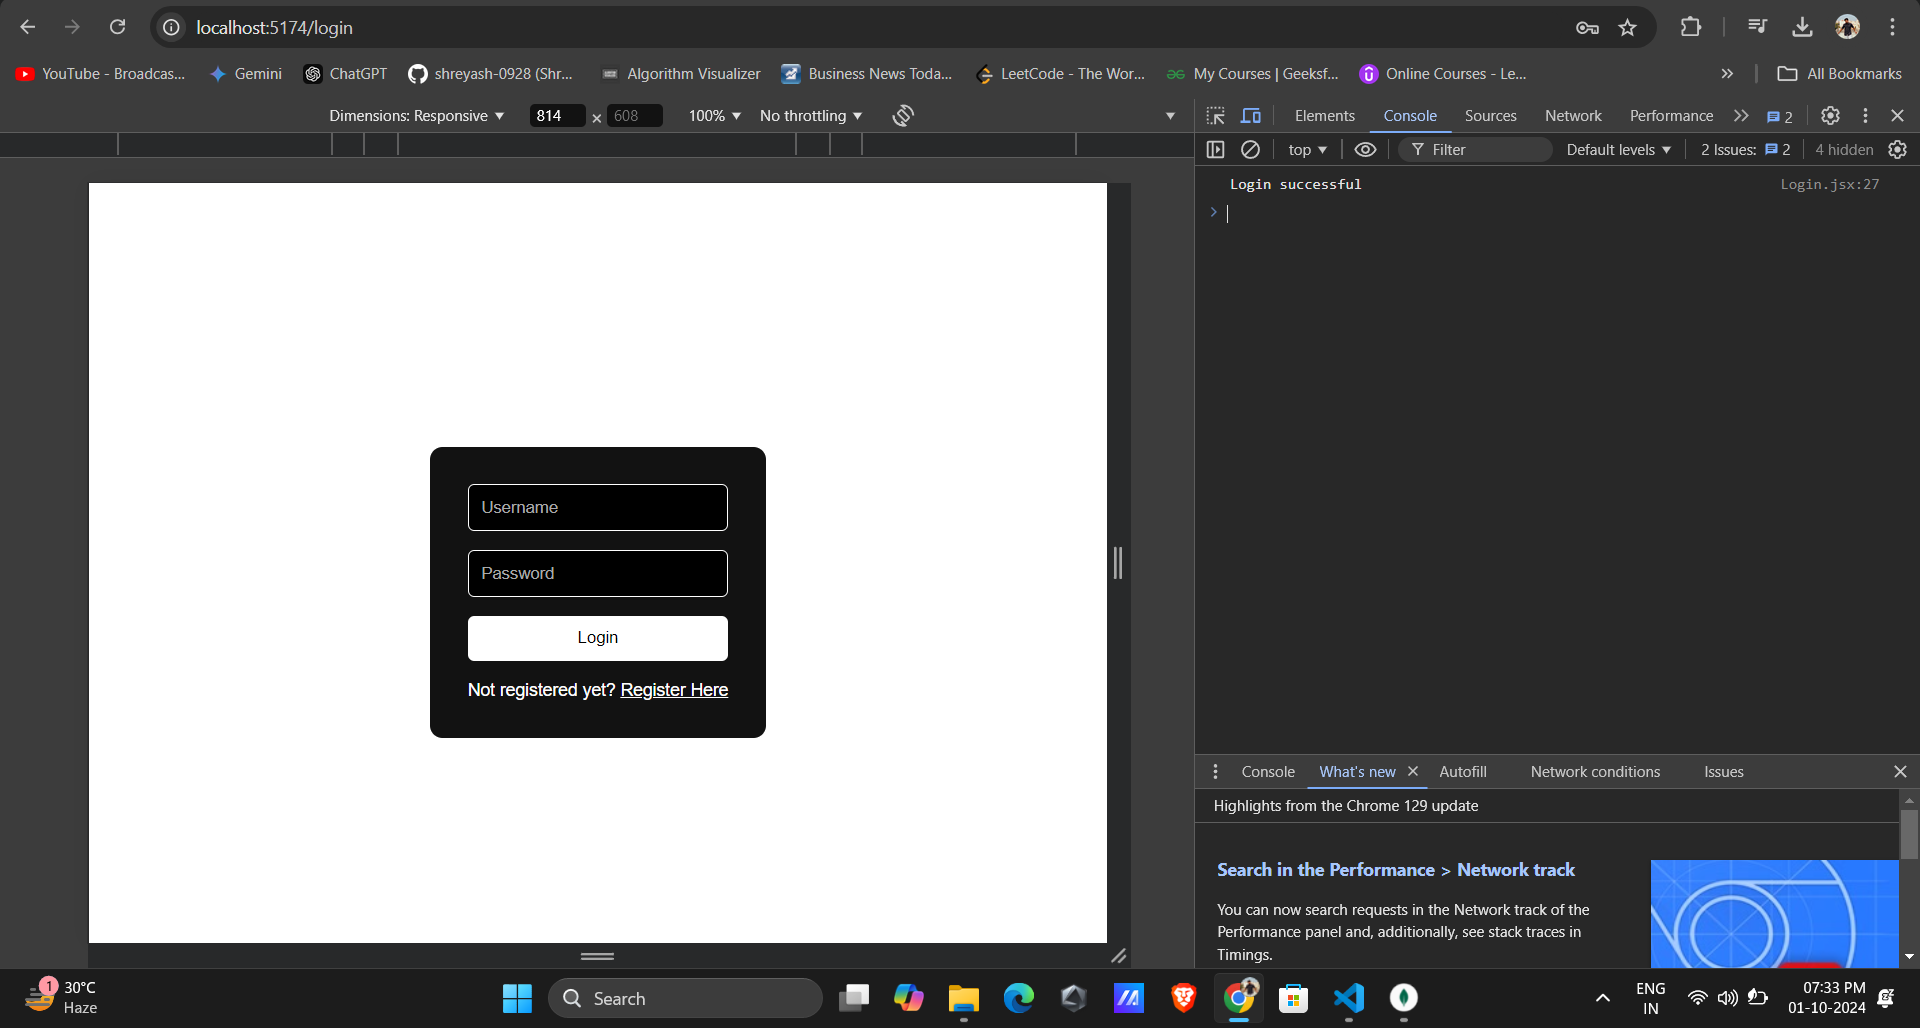 localhost:5174/login
YouTube - Broadcas...
Gemini
ChatGPT
shreyash-0928 (Shr...
Algorithm Visualizer
Business News Toda...
LeetCode - The Wor...
My Courses | Geeksf...
Online Courses - Le...
All Bookmarks
Dimensions: Responsive
814
×
608
100%
No throttling
Elements
Console
Sources
Network
Performance
2
top
Filter
Default levels
2 Issues:
2
4 hidden
Login successful
Login.jsx:27
Username
Password
Login
Not registered yet? Register Here
Console
What's new
Autofill
Network conditions
Issues
Highlights from the Chrome 129 update
Search in the Performance > Network track
You can now search requests in the Network track of the
Performance panel and, additionally, see stack traces in
Timings.
1
30°C
Haze
Search
ENG
IN
07:33 PM
01-10-2024